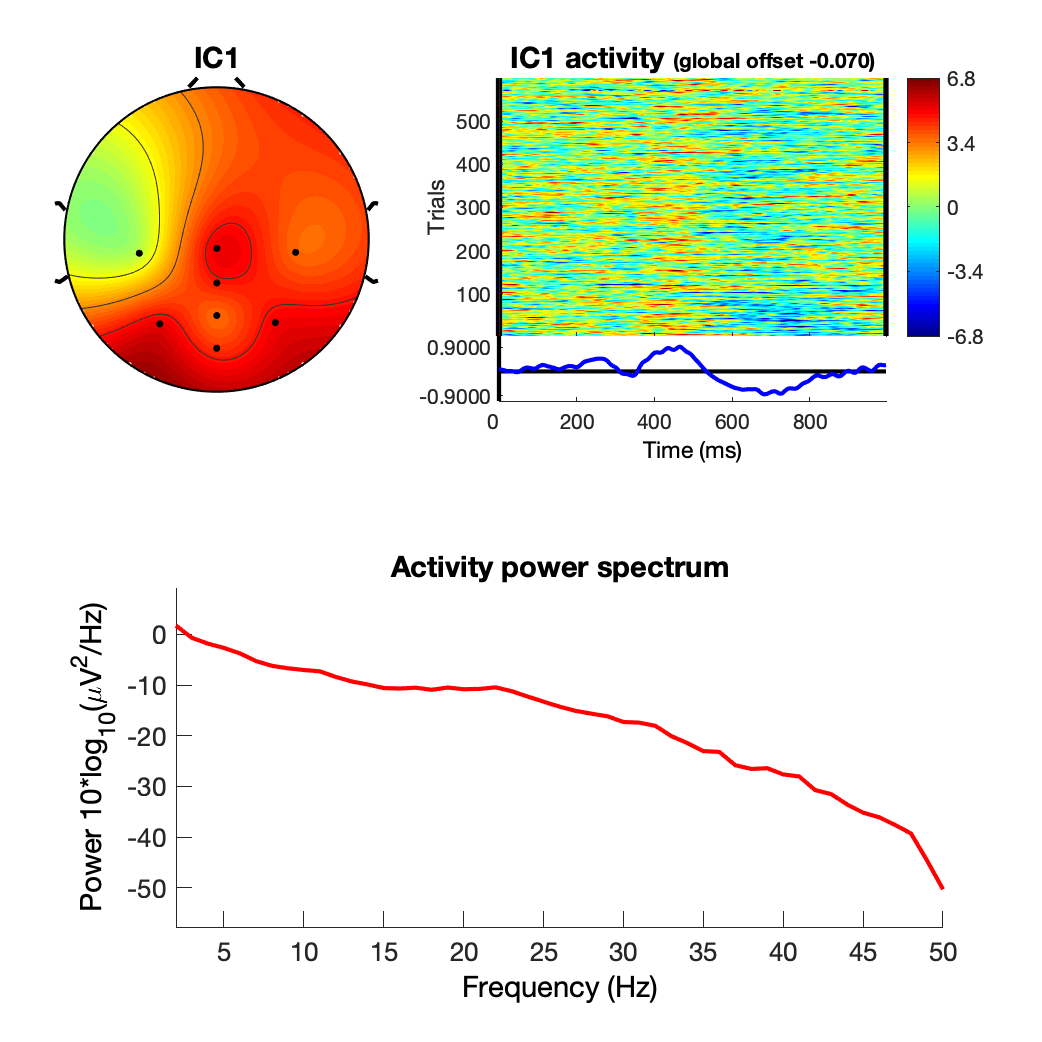 IC1
IC1 activity (global offset -0.070)
Trials
500
400
300
200
100
6.8
3.4
0
-3.4
-6.8
0.9000
-0.9000
0 200 400 600 800
Time (ms)
Activity power spectrum
Power 10*log10(μV2/Hz)
0
-10
-20
-30
-40
-50
5 10 15 20 25 30 35 40 45 50
Frequency (Hz)